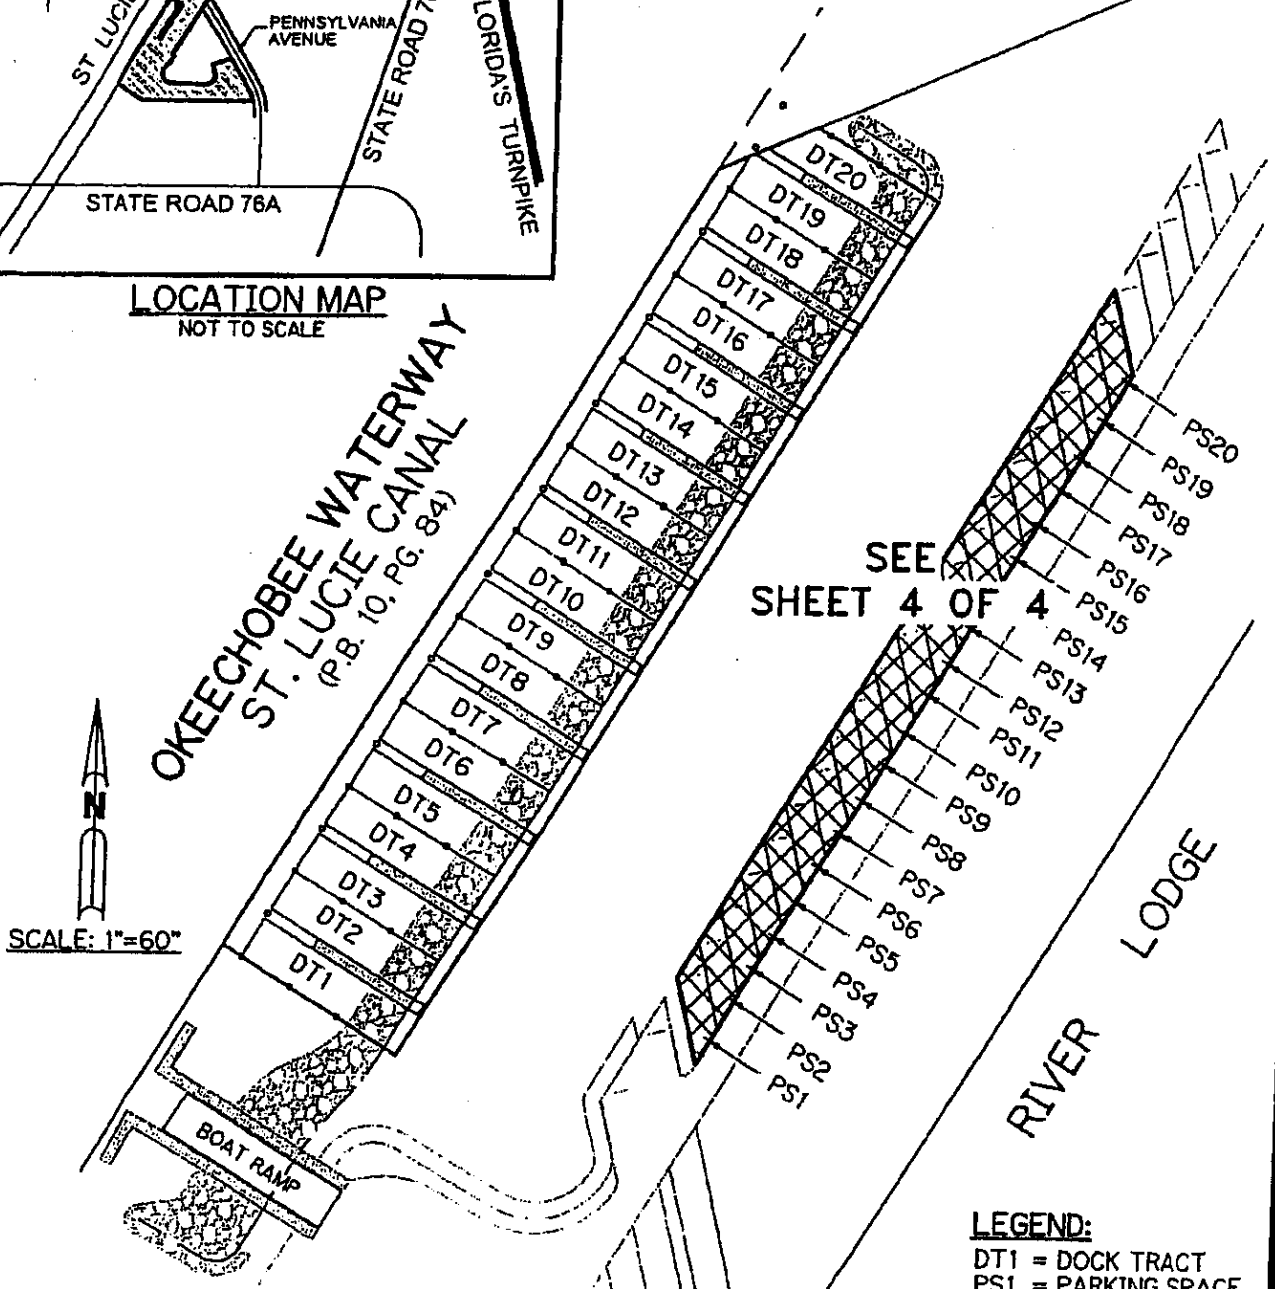 PENNSYLVANIA
AVENUE
ST. LUCIE
STATE ROAD 7
LORIDA'S TURNPIKE
STATE ROAD 76A
LOCATION MAP
NOT TO SCALE
OKEECHOBEE WATERWAY
ST. LUCIE CANAL
(P.B. 10, PG. 84)
N
SCALE: 1"=60"
DT20
DT19
DT18
DT17
DT16
DT15
DT14
DT13
DT12
DT11
DT10
DT9
DT8
DT7
DT6
DT5
DT4
DT3
DT2
DT1
BOAT RAMP
SEE
SHEET 4 OF 4
PS20
PS19
PS18
PS17
PS16
PS15
PS14
PS13
PS12
PS11
PS10
PS9
PS8
PS7
PS6
PS5
PS4
PS3
PS2
PS1
RIVER LODGE
LEGEND:
DT1 = DOCK TRACT
PS1 = PARKING SPACE